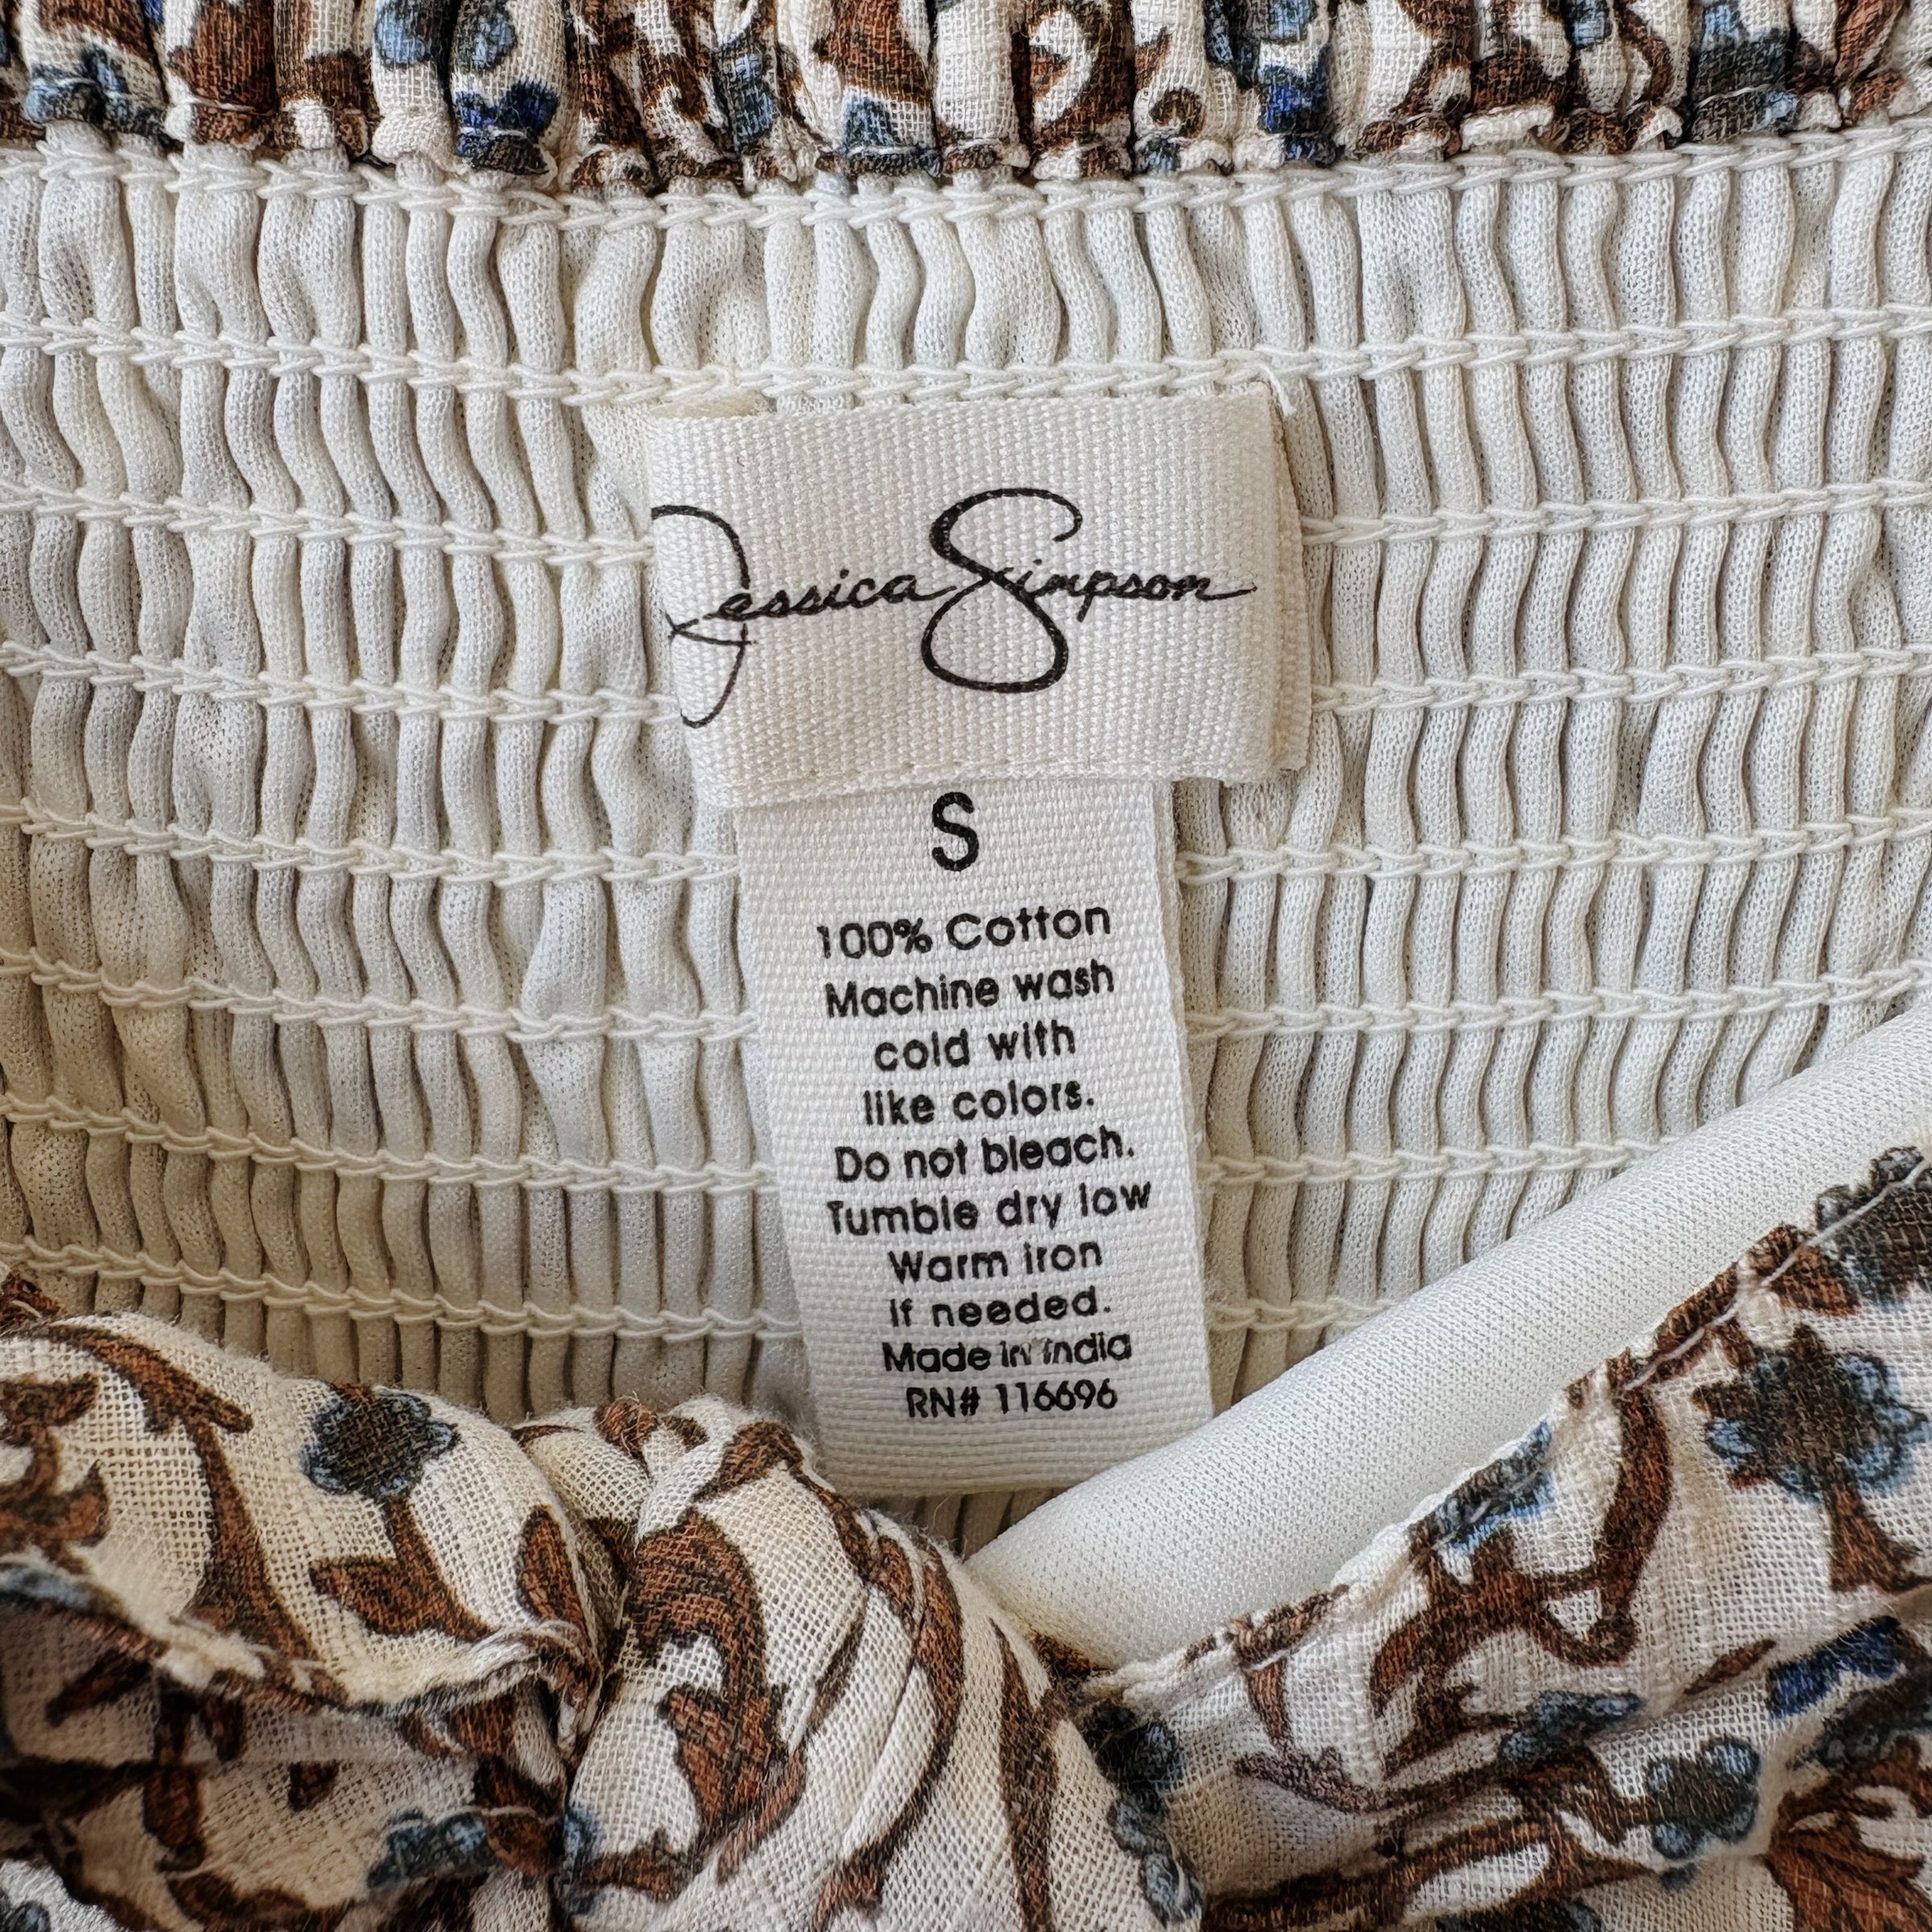 Jessica Simpson
S
100% Cotton
Machine wash
cold with
like colors.
Do not bleach.
Tumble dry low
Warm iron
if needed.
Made in India
RN# 116696